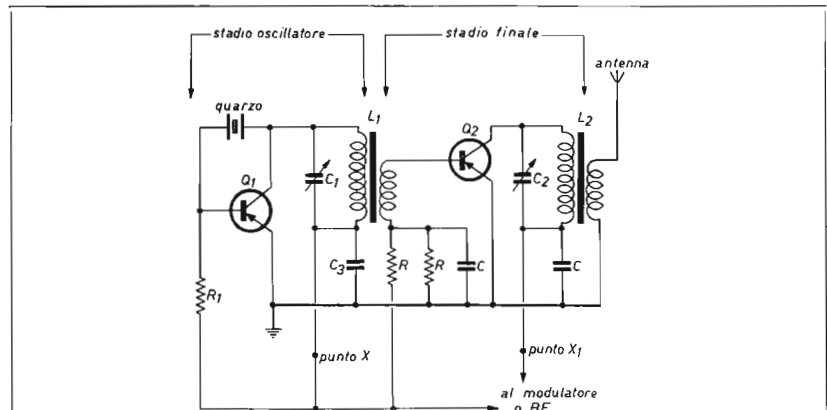 stadio oscillatore
stadio finale
antenna
quarzo
L1
L2
Q2
C1
C2
Q1
C3
R
R
C
C
R1
punto X
punto X1
al modulatore
o BF